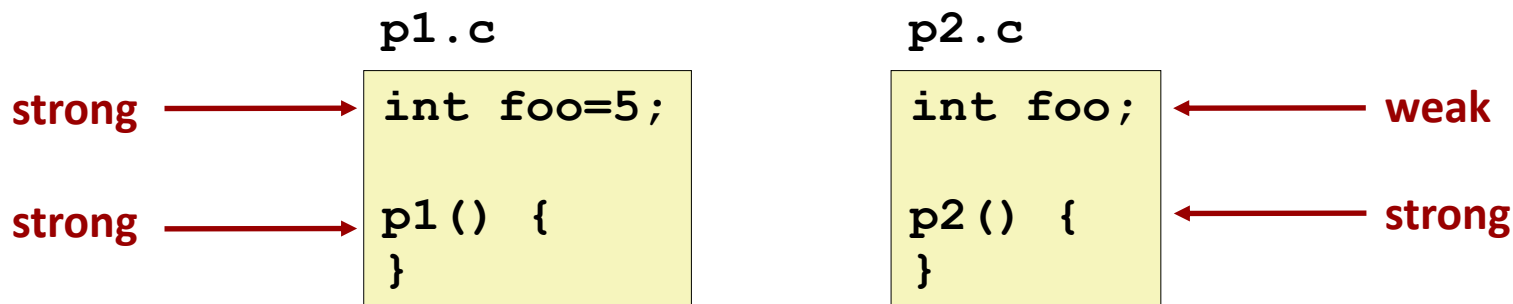 p1.c
p2.c
strong
int foo=5;
int foo;
weak
strong
p1() {
p2() {
strong
}
}